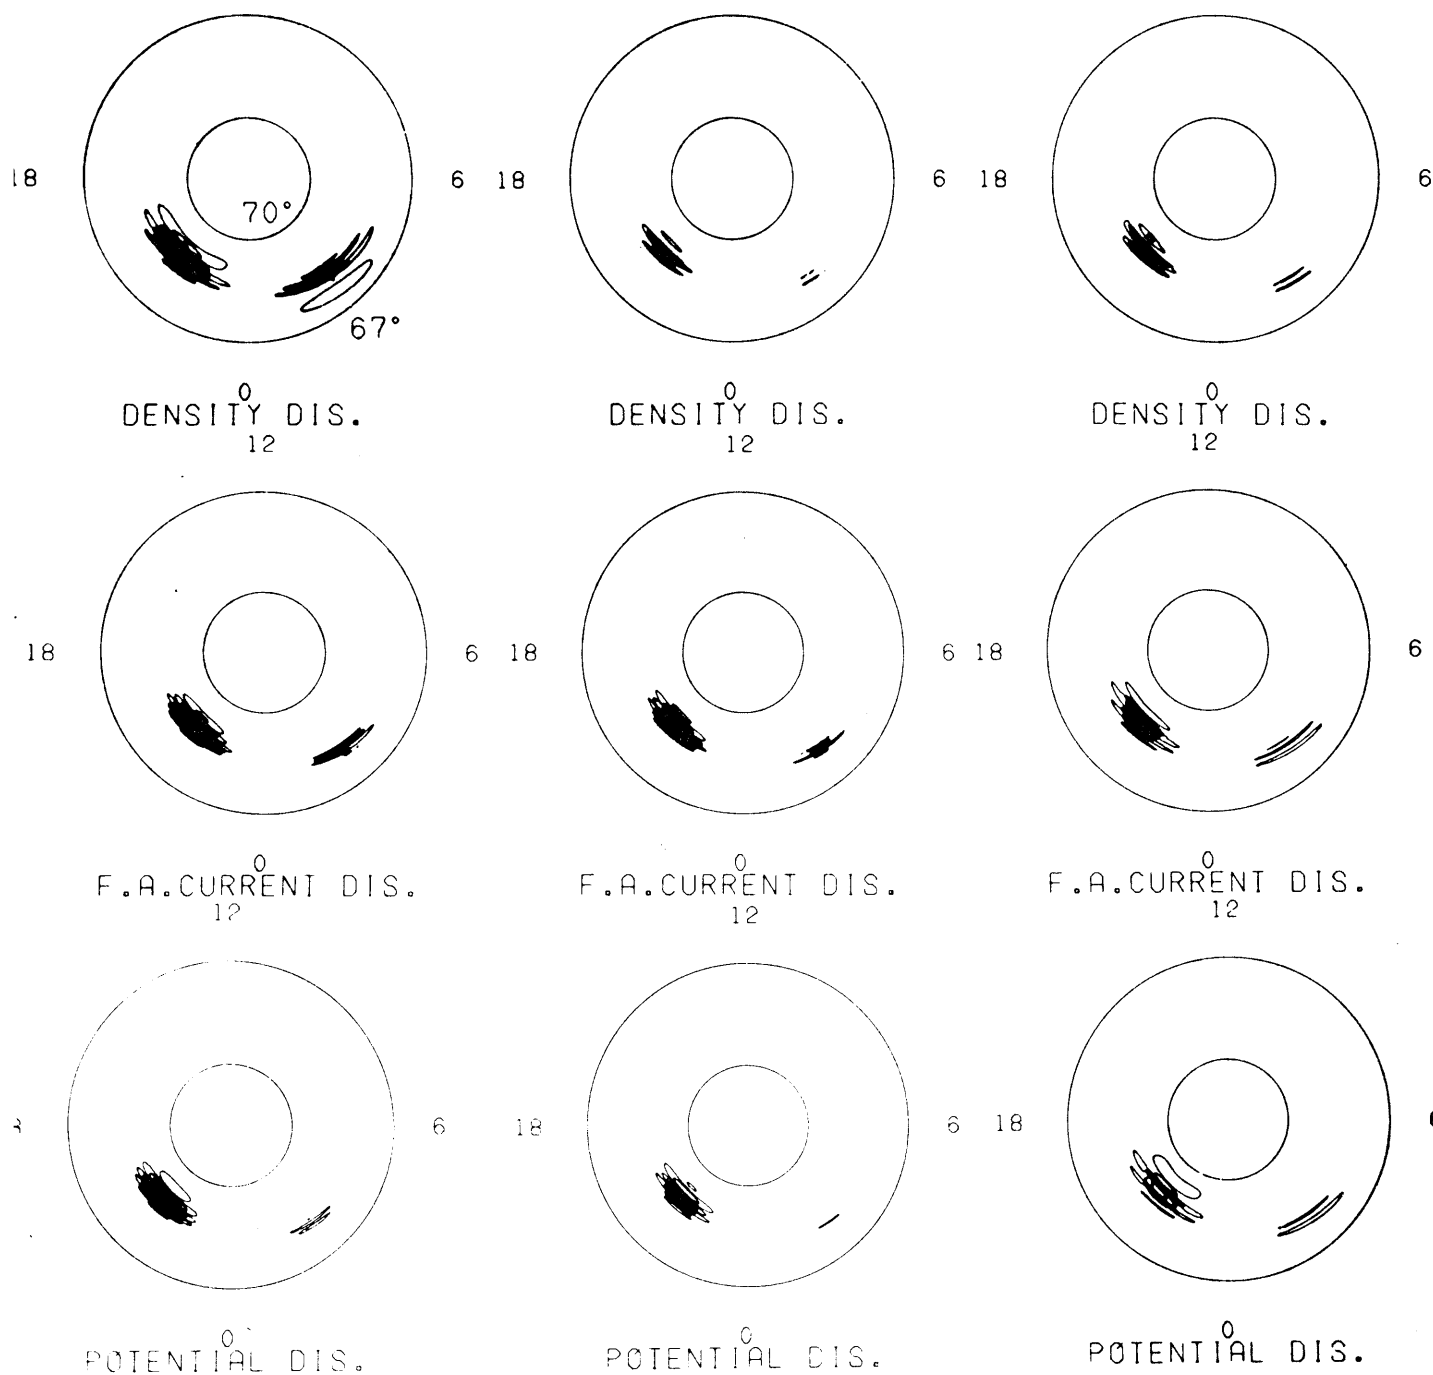 18 6 18 6 18 6
70°
67°
0 0 0
DENSITY DIS. DENSITY DIS. DENSITY DIS.
12 12 12
18 6 18 6 18 6
0 0 0
F.A.CURRENT DIS. F.A.CURRENT DIS. F.A.CURRENT DIS.
12 12 12
6 18 6 18
0 0 0
POTENTIAL DIS. POTENTIAL DIS. POTENTIAL DIS.